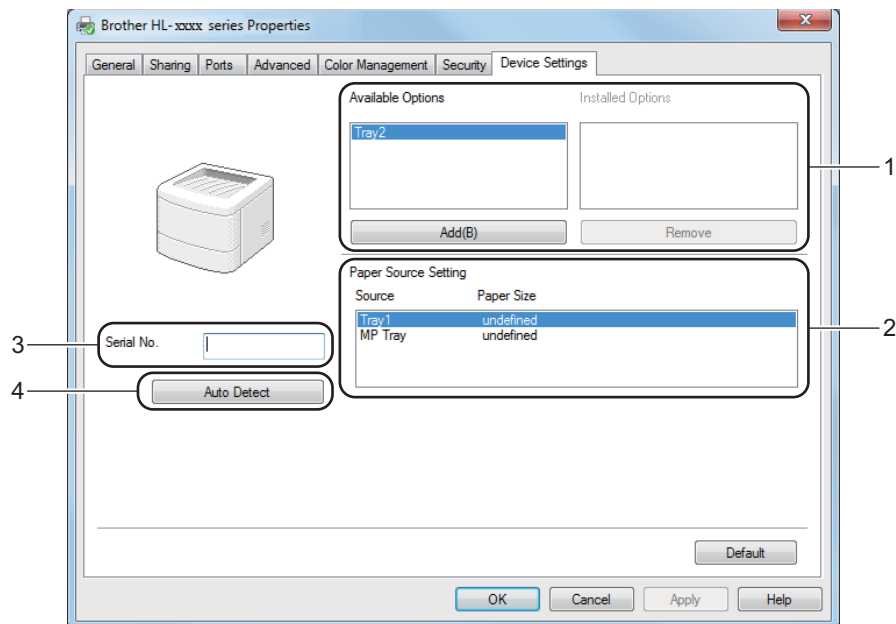 Brother HL-xxxx series Properties
General Sharing Ports Advanced Color Management Security Device Settings
Available Options Installed Options
Tray2
1
Add(B) Remove
Paper Source Setting
Source Paper Size
Tray1 undefined
MP Tray undefined
2
3 Serial No.
4 Auto Detect
Default
OK Cancel Apply Help